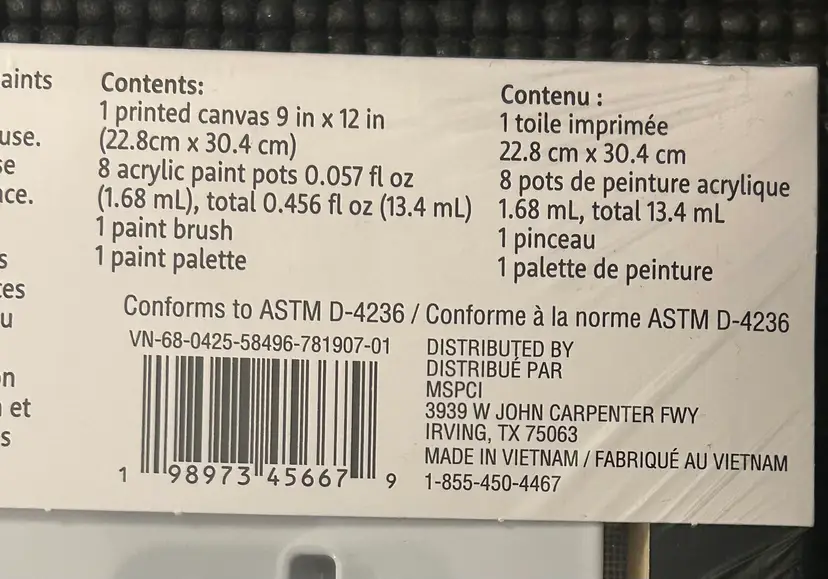 aints
use.
se
nce.
s
ces
u
on
n et
s
Contents:
1 printed canvas 9 in x 12 in
(22.8cm x 30.4 cm)
8 acrylic paint pots 0.057 fl oz
(1.68 mL), total 0.456 fl oz (13.4 mL)
1 paint brush
1 paint palette
Contenu :
1 toile imprimée
22.8 cm x 30.4 cm
8 pots de peinture acrylique
1.68 mL, total 13.4 mL
1 pinceau
1 palette de peinture
Conforms to ASTM D-4236 / Conforme à la norme ASTM D-4236
VN-68-0425-58496-781907-01
1 98973 45667 9
DISTRIBUTED BY
DISTRIBUÉ PAR
MSPCI
3939 W JOHN CARPENTER FWY
IRVING, TX 75063
MADE IN VIETNAM / FABRIQUÉ AU VIETNAM
1-855-450-4467